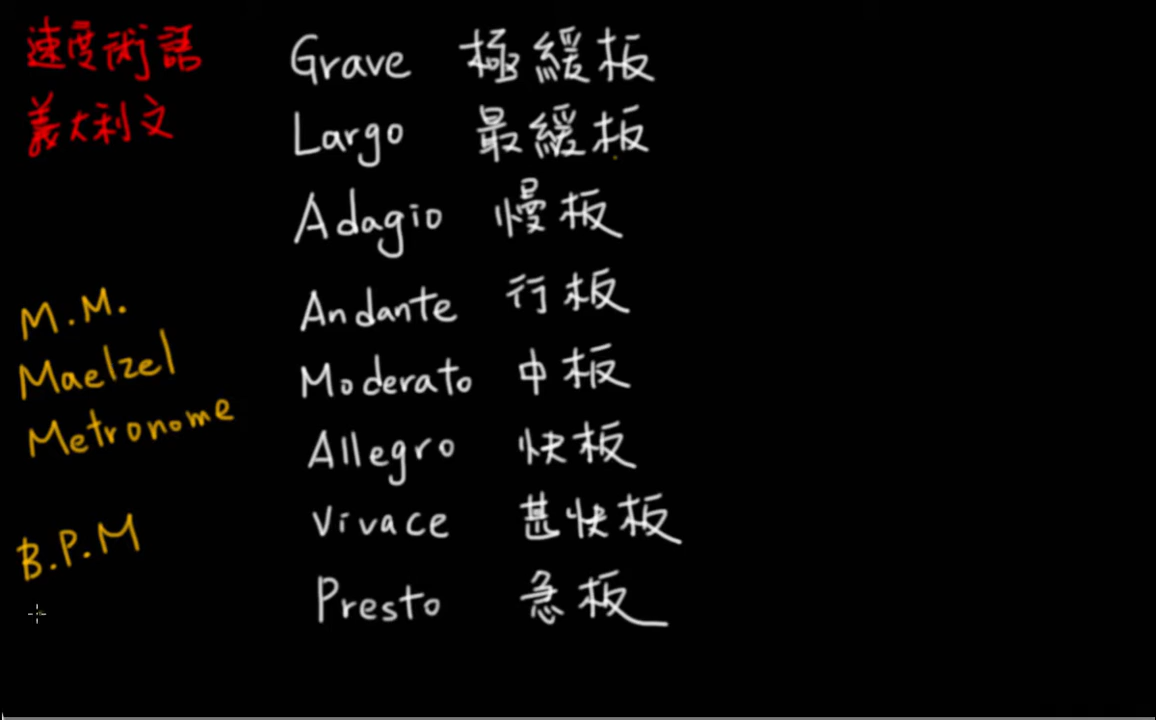 速度術語
義大利文
Grave 極緩板
Largo 最緩板
Adagio 慢板
Andante 行板
Moderato 中板
Allegro 快板
Vivace 甚快板
Presto 急板
M.M.
Maelzel
Metronome
B.P.M